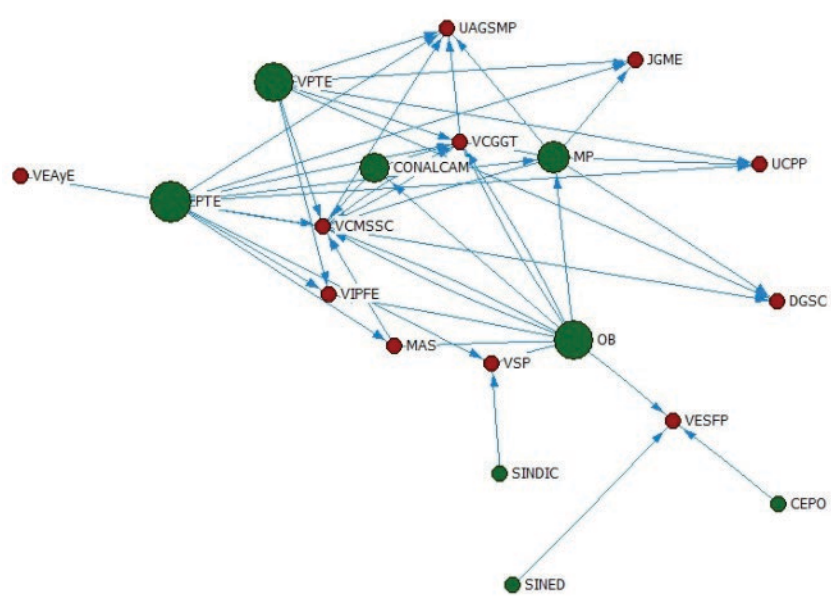 UAGSMP
JGME
VPTE
VCGGT
MP
UCPP
CONALCAM
VEAyE
PTE
VCMSSC
VIPFE
DGSC
OB
MAS
VSP
VESFP
SINDIC
CEPO
SINED